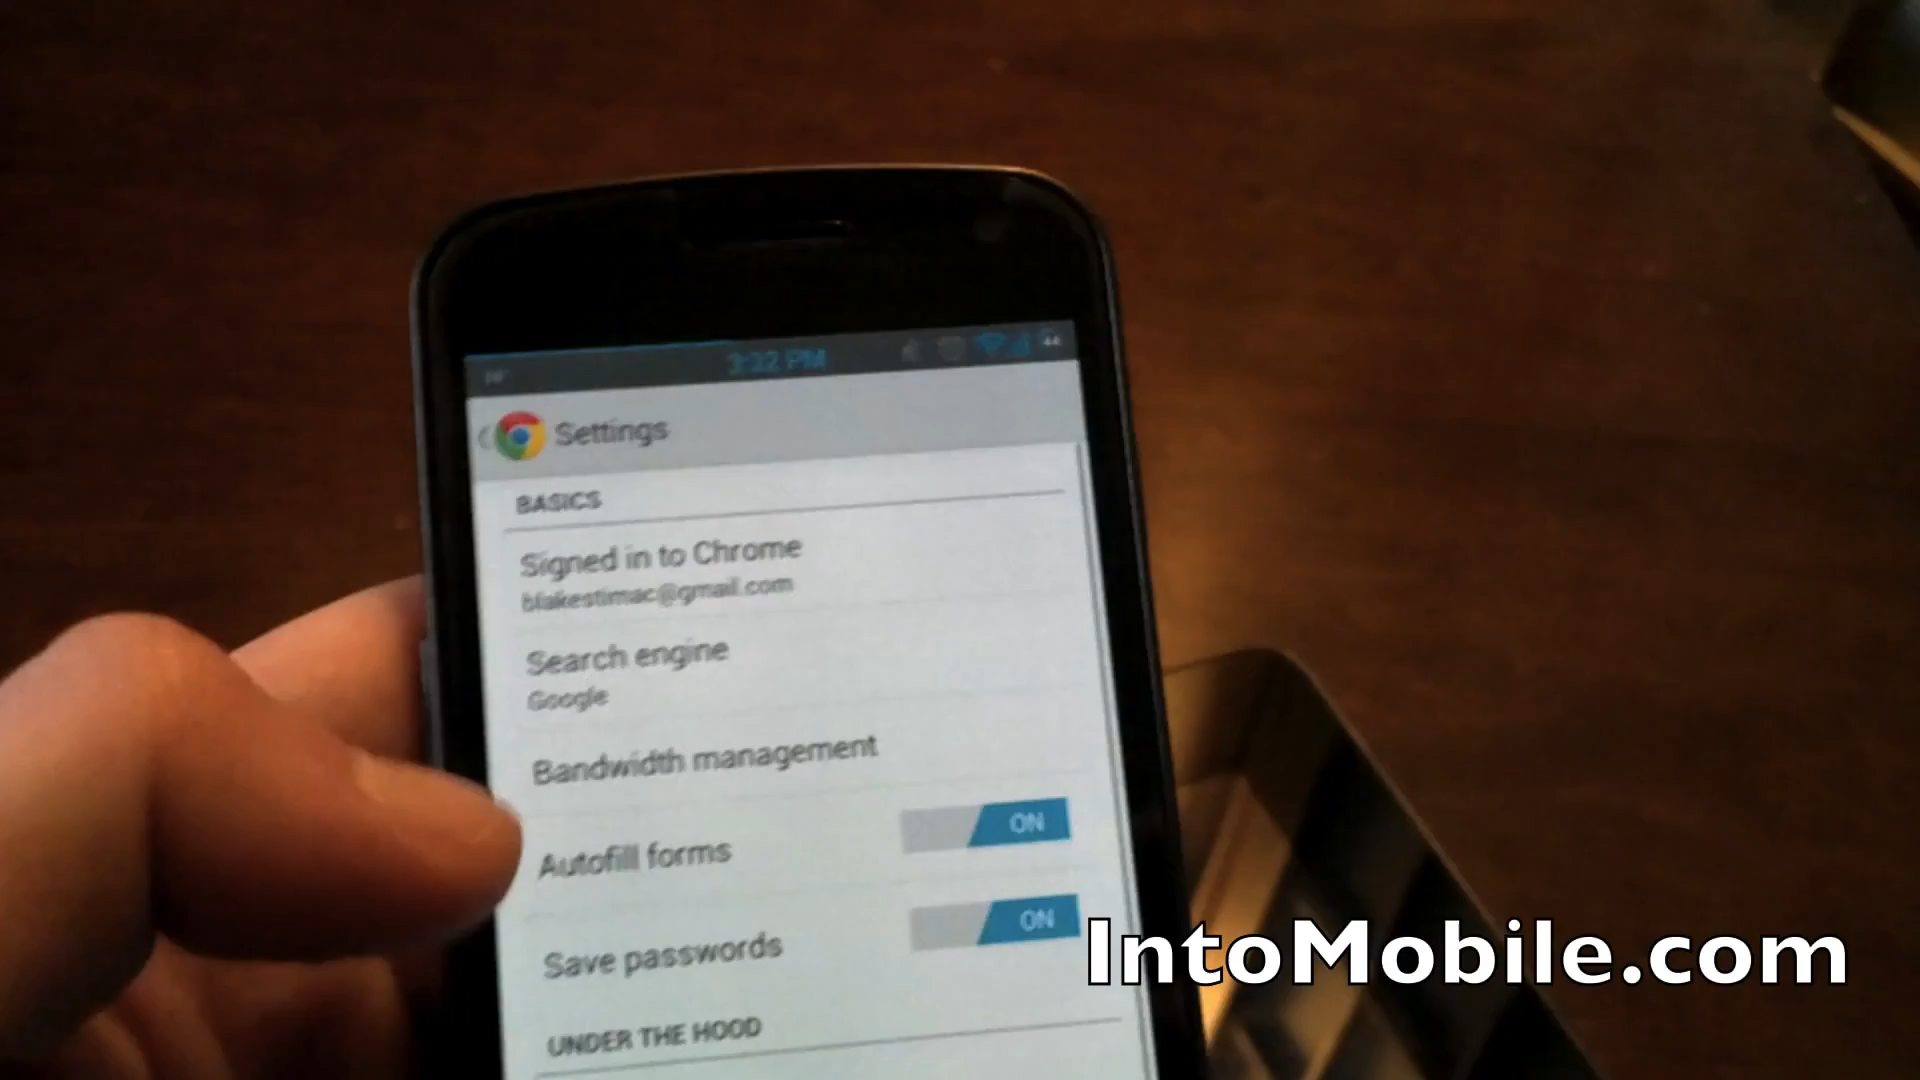 3:32 PM
44
Settings
BASICS
Signed in to Chrome
blakestimac@gmail.com
Search engine
Google
Bandwidth management
Autofill forms
ON
Save passwords
ON
UNDER THE HOOD
IntoMobile.com